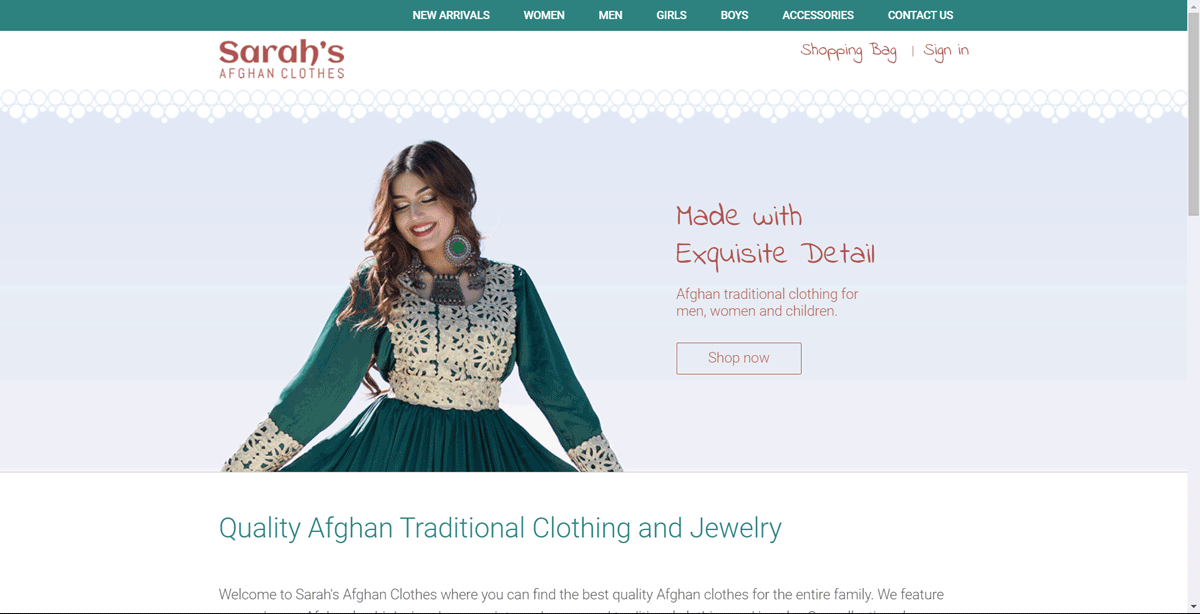 NEW ARRIVALS WOMEN MEN GIRLS BOYS ACCESSORIES CONTACT US
Sarah's
AFGHAN CLOTHES
Shopping Bag | Sign in
Made with
Exquisite Detail
Afghan traditional clothing for
men, women and children.
Shop now
Quality Afghan Traditional Clothing and Jewelry
Welcome to Sarah's Afghan Clothes where you can find the best quality Afghan clothes for the entire family. We feature